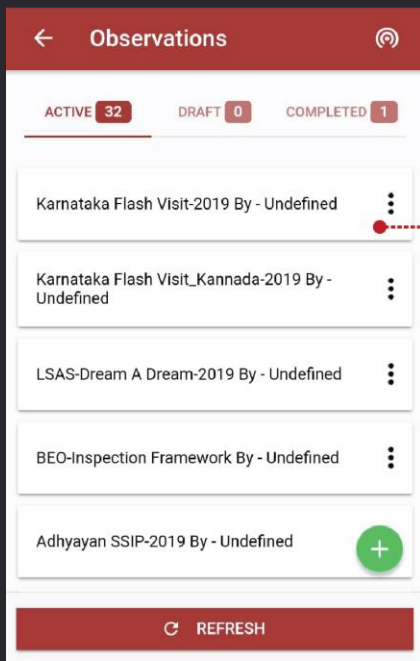 Observations
ACTIVE 32 DRAFT 0 COMPLETED 1
Karnataka Flash Visit-2019 By - Undefined
Karnataka Flash Visit_Kannada-2019 By -
Undefined
LSAS-Dream A Dream-2019 By - Undefined
BEO-Inspection Framework By - Undefined
Adhyayan SSIP-2019 By - Undefined
REFRESH